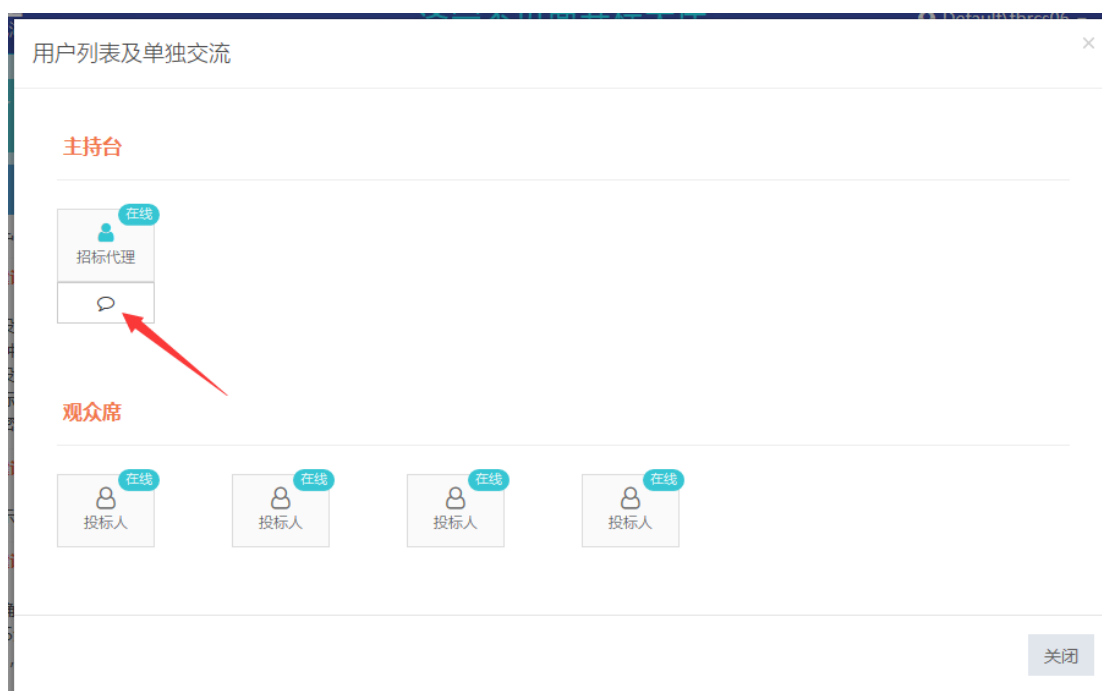 Default\tbrcc06
用户列表及单独交流
×
主持台
在线
招标代理
观众席
在线 在线 在线 在线
投标人 投标人 投标人 投标人
关闭